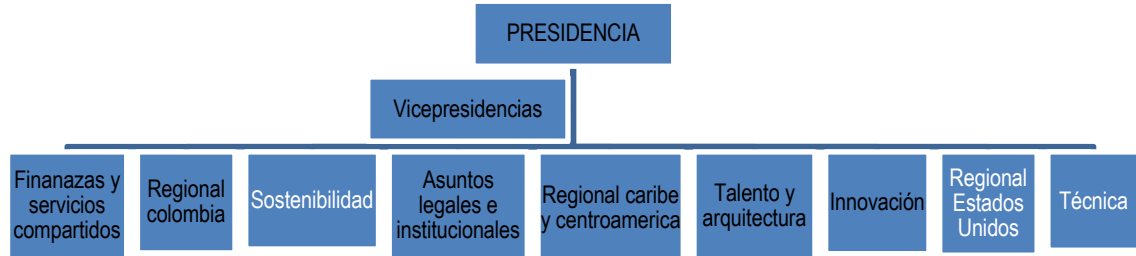 PRESIDENCIA
Vicepresidencias
Finanazas y
servicios
compartidos
Regional
colombia
Sostenibilidad
Asuntos
legales e
institucionales
Regional caribe
y centroamerica
Talento y
arquitectura
Innovación
Regional
Estados
Unidos
Técnica